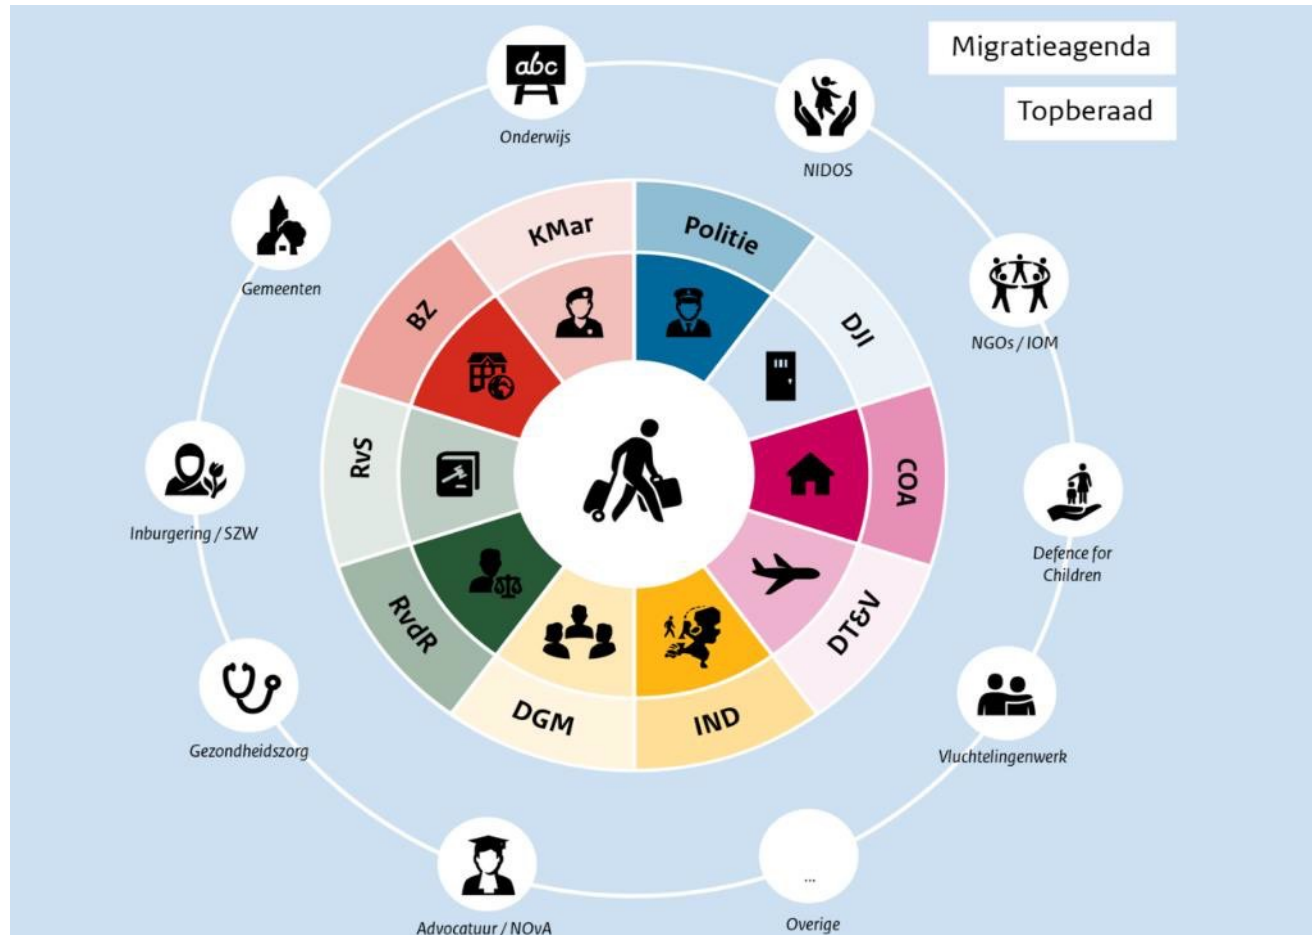 Migratieagenda
Topberaad
abc
Onderwijs
NIDOS
Gemeenten
NGOs / IOM
Inburgering / SZW
Defence for
Children
Gezondheidszorg
Vluchtelingenwerk
Advocatuur / NOvA
...
Overige
KMar
Politie
DJI
COA
DT&V
IND
DGM
RvdR
RvS
BZ